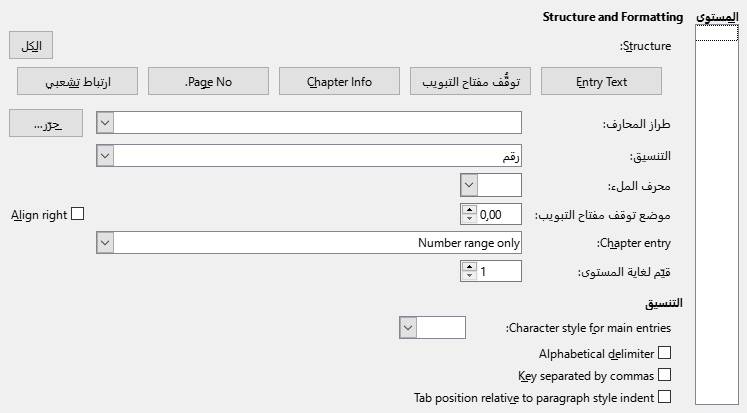 المستوى
Structure and Formatting
Structure:
الكل
Entry Text
توقُّف مفتاح التبويب
Chapter Info
Page No.
ارتباط تشعبي
طراز المحارف:
حرّر...
التنسيق:
رقم
محرف الملء:
موضع توقف مفتاح التبويب:
0,00
Align right
Chapter entry:
Number range only
قيّم لغاية المستوى:
1
التنسيق
Character style for main entries:
Alphabetical delimiter
Key separated by commas
Tab position relative to paragraph style indent